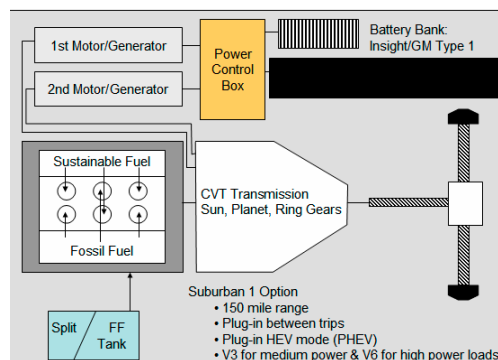 1st Motor/Generator
2nd Motor/Generator
Power
Control
Box
Battery Bank:
Insight/GM Type 1
Sustainable Fuel
Fossil Fuel
CVT Transmission
Sun, Planet, Ring Gears
Split
FF
Tank
Suburban 1 Option
• 150 mile range
• Plug-in between trips
• Plug-in HEV mode (PHEV)
• V3 for medium power & V6 for high power loads